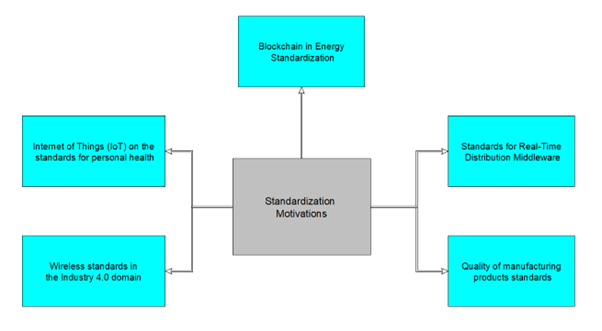 Blockchain in Energy
Standardization
Internet of Things (IoT) on the
standards for personal health
Standards for Real-Time
Distribution Middleware
Standardization
Motivations
Wireless standards in
the Industry 4.0 domain
Quality of manufacturing
products standards